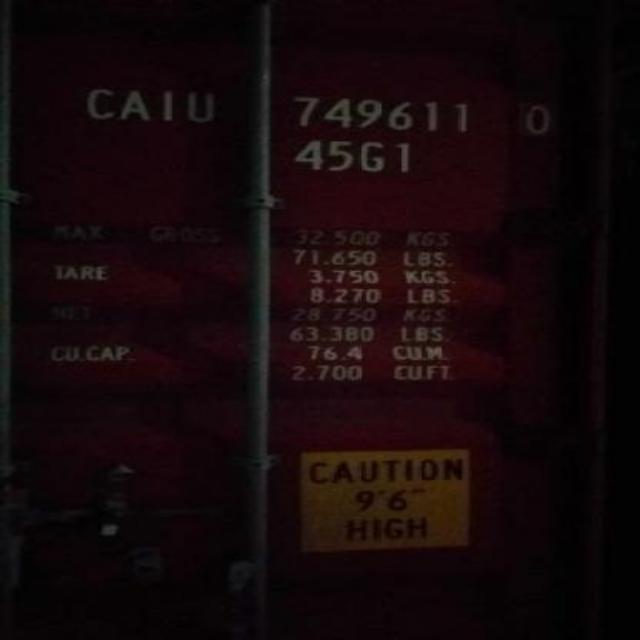 CAIU 749611 0
45G1
MAX. GROSS 32.500 KGS.
71.650 LBS.
TARE 3.750 KGS.
8.270 LBS.
NET 28.750 KGS.
63.380 LBS.
CU.CAP. 76.4 CU.M.
2.700 CU.FT.
CAUTION
9'6"
HIGH